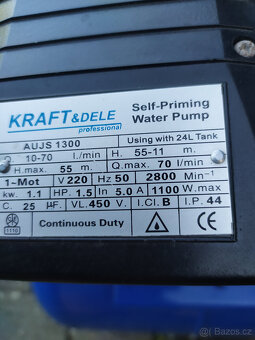 KRAFT&DELE
professional
Self-Priming
Water Pump
AUJS 1300 Using with 24L Tank
10-70 l./min H. 55-11 m.
H.max. 55 m. Q.max. 70 l/min
1~Mot V 220 Hz 50 2800 Min⁻¹
kw. 1.1 HP. 1.5 In 5.0 A 1100 W.max
C. 25 µF. VL. 450 V. I.Cl. B I.P. 44
1110 Continuous Duty
sbazar.cz